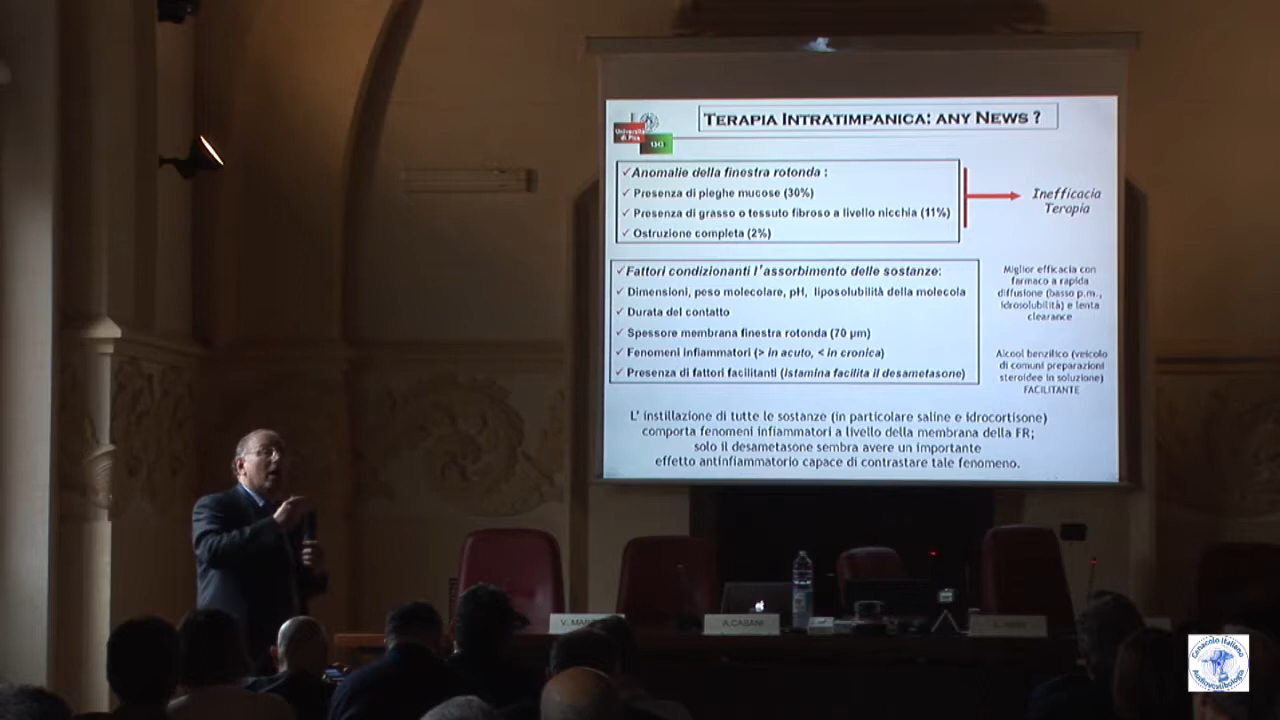 TERAPIA INTRATIMPANICA: ANY NEWS ?
Università
di Pisa
✓Anomalie della finestra rotonda :
✓ Presenza di pieghe mucose (30%)
✓ Presenza di grasso o tessuto fibroso a livello nicchia (11%)
✓ Ostruzione completa (2%)
Inefficacia
Terapia
✓Fattori condizionanti l'assorbimento delle sostanze:
✓ Dimensioni, peso molecolare, pH, liposolubilità della molecola
✓ Durata del contatto
✓ Spessore membrana finestra rotonda (70 µm)
✓ Fenomeni infiammatori (> in acuto, < in cronica)
✓ Presenza di fattori facilitanti (istamina facilita il desametasone)
Miglior efficacia con
farmaco a rapida
diffusione (basso p.m.,
idrosolubilità) e lenta
clearance
Alcool benzilico (veicolo
di comuni preparazioni
steroidee in soluzione)
FACILITANTE
L' instillazione di tutte le sostanze (in particolare saline e idrocortisone)
comporta fenomeni infiammatori a livello della membrana della FR;
solo il desametasone sembra avere un importante
effetto antinfiammatorio capace di contrastare tale fenomeno.
A.CASANI
Cenacolo Italiano
Audiovestibologia